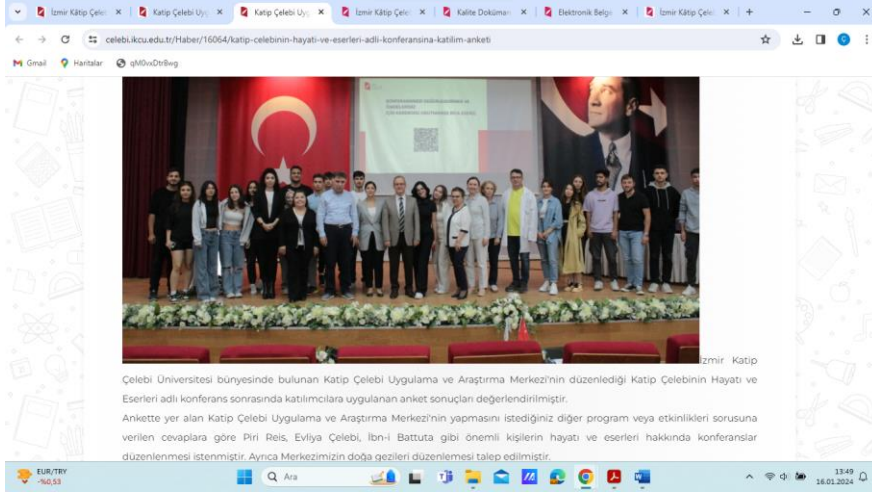 İzmir Kâtip Çele
Katip Çelebi Uy
Katip Çelebi Uy
İzmir Kâtip Çele
Kalite Doküman
Elektronik Belge
İzmir Kâtip Çele
celebi.ikcu.edu.tr/Haber/16064/katip-celebinin-hayati-ve-eserleri-adli-konferansina-katilim-anketi
Gmail
Haritalar
qM0vxDtr8wg
İzmir Katip
Çelebi Üniversitesi bünyesinde bulunan Katip Çelebi Uygulama ve Araştırma Merkezi'nin düzenlediği Katip Çelebinin Hayatı ve
Eserleri adlı konferans sonrasında katılımcılara uygulanan anket sonuçları değerlendirilmiştir.
Ankette yer alan Katip Çelebi Uygulama ve Araştırma Merkezi'nin yapmasını istediğiniz diğer program veya etkinlikleri sorusuna
verilen cevaplara göre Piri Reis, Evliya Çelebi, İbn-i Battuta gibi önemli kişilerin hayatı ve eserleri hakkında konferanslar
düzenlenmesi istenmiştir. Ayrıca Merkezimizin doğa gezileri düzenlemesi talep edilmiştir.
EUR/TRY
-%0,53
Ara
13:49
16.01.2024